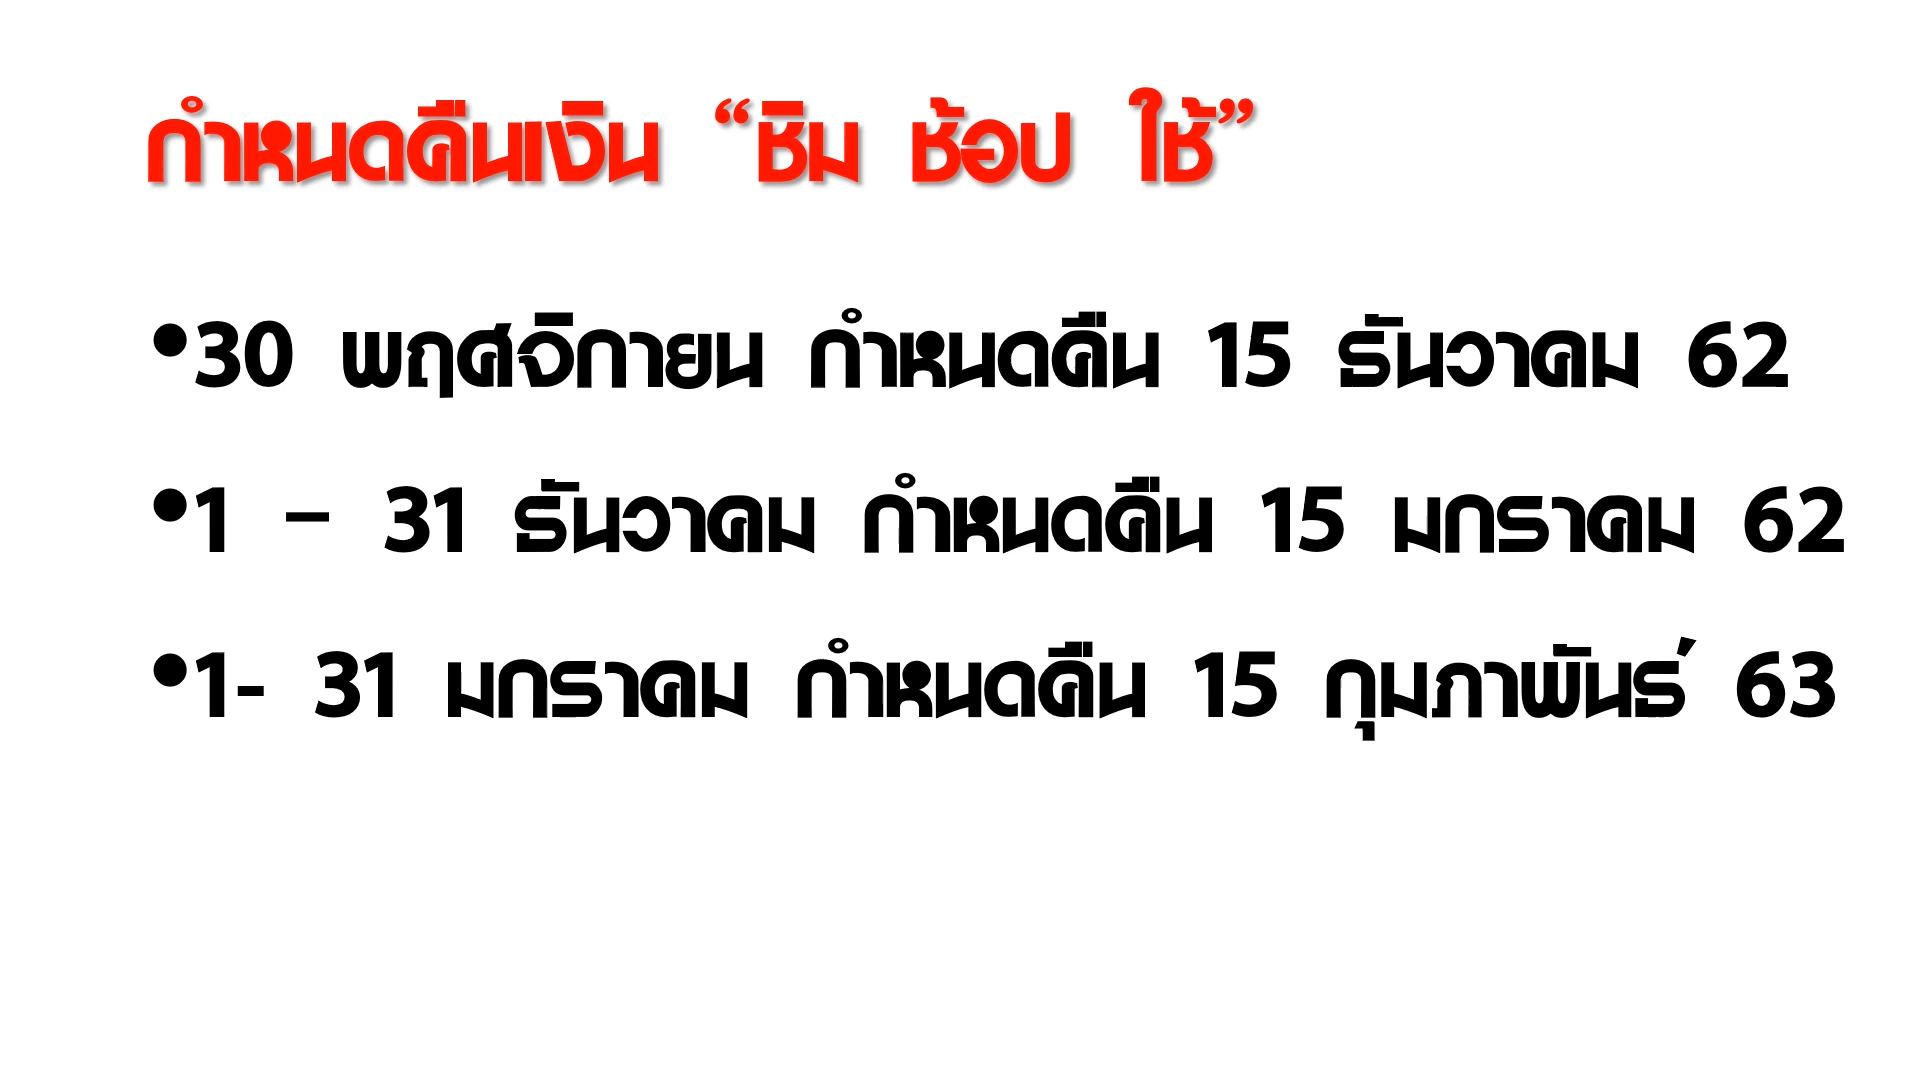 กำหนดคืนเงิน “ชิม ช้อป ใช้”
•30 พฤศจิกายน กำหนดคืน 15 ธันวาคม 62
•1 – 31 ธันวาคม กำหนดคืน 15 มกราคม 62
•1- 31 มกราคม กำหนดคืน 15 กุมภาพันธ์ 63